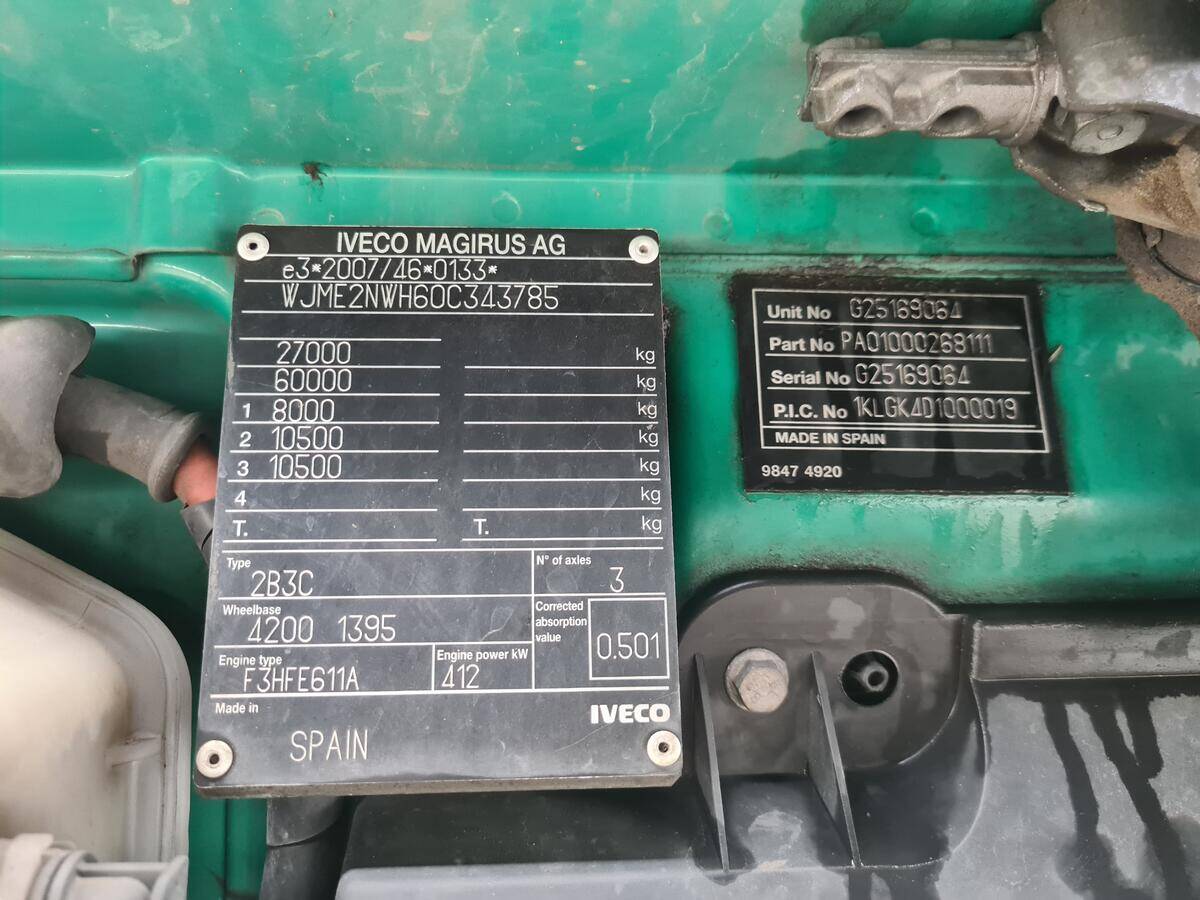 IVECO MAGIRUS AG
e3*2007/46*0133*
WJME2NWH60C343785
27000 kg
60000 kg
1 8000 kg
2 10500 kg
3 10500 kg
4 kg
T. T. kg
Type
2B3C
N° of axles
3
Wheelbase
4200 1395
Corrected absorption value
0.501
Engine type
F3HFE611A
Engine power kW
412
Made in
SPAIN
IVECO
Unit No G25169064
Part No PA01000268111
Serial No G25169064
P.I.C. No 1KLGK4D1000019
MADE IN SPAIN
9847 4920